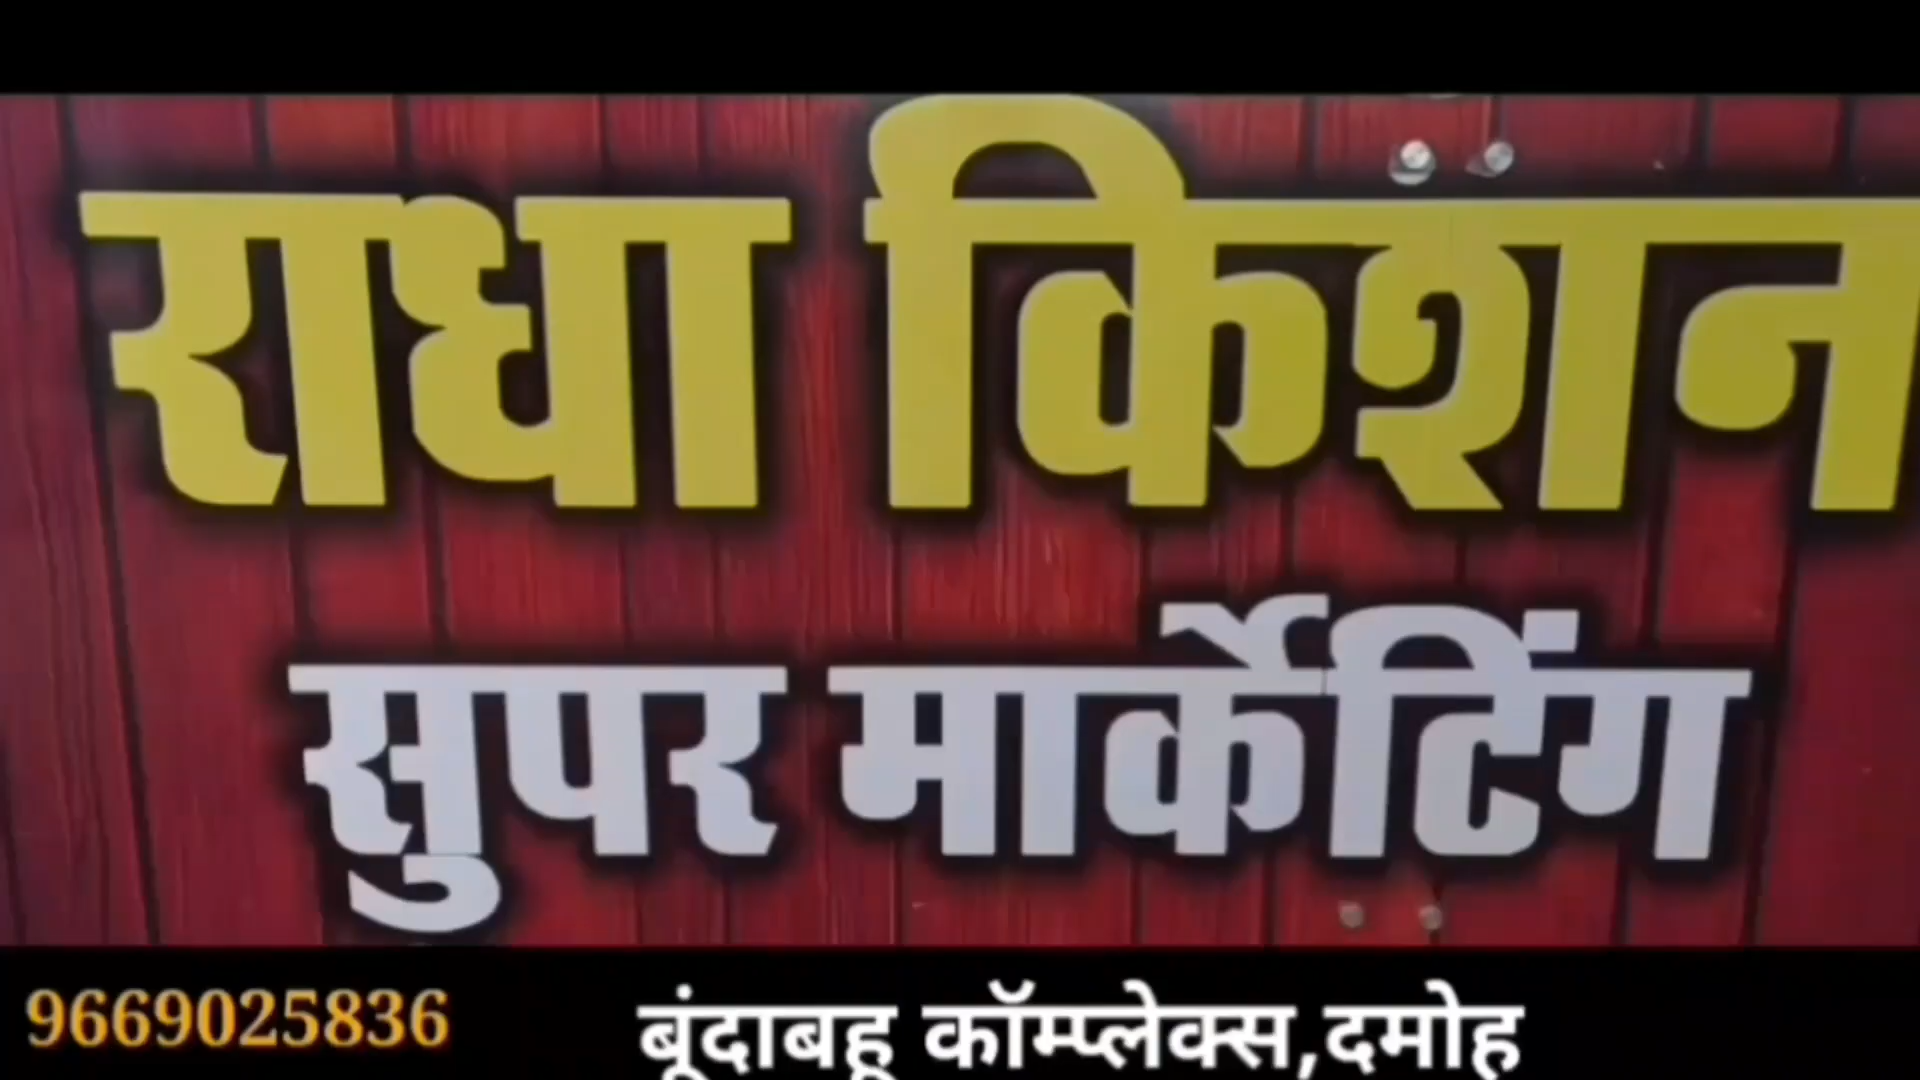 राधा किशन
सुपर मार्केटिंग
9669025836
बूंदाबहू कॉम्प्लेक्स,दमोह